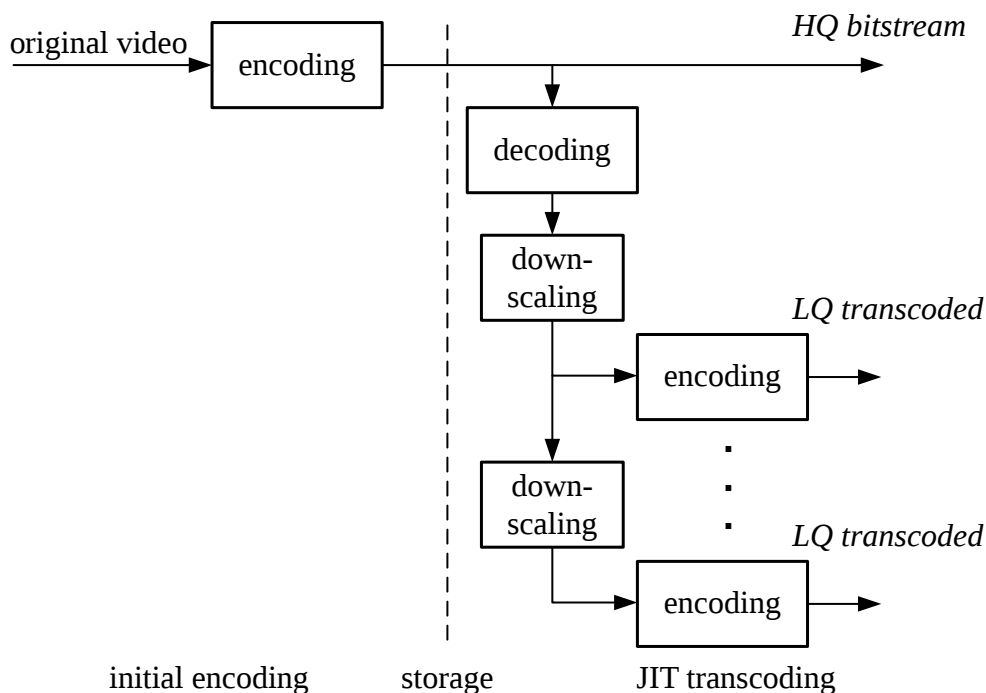 original video
encoding
HQ bitstream
decoding
down-
scaling
LQ transcoded
encoding
down-
scaling
LQ transcoded
encoding
initial encoding
storage
JIT transcoding